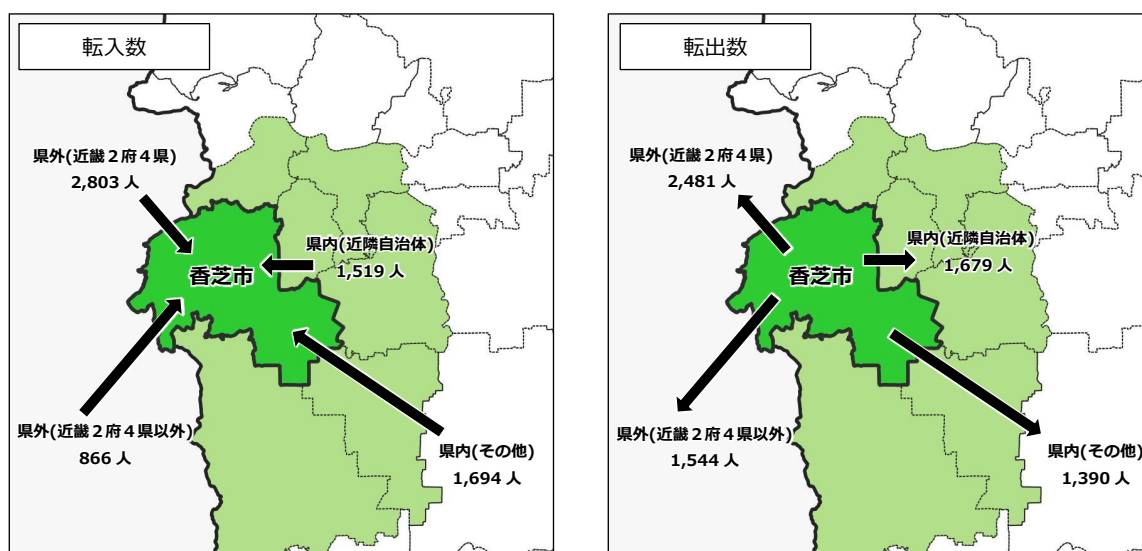 転入数
県外(近畿２府４県)
2,803 人
県内(近隣自治体)
1,519 人
香芝市
県外(近畿２府４県以外)
866 人
県内(その他)
1,694 人
転出数
県外(近畿２府４県)
2,481 人
県内(近隣自治体)
1,679 人
香芝市
県外(近畿２府４県以外)
1,544 人
県内(その他)
1,390 人